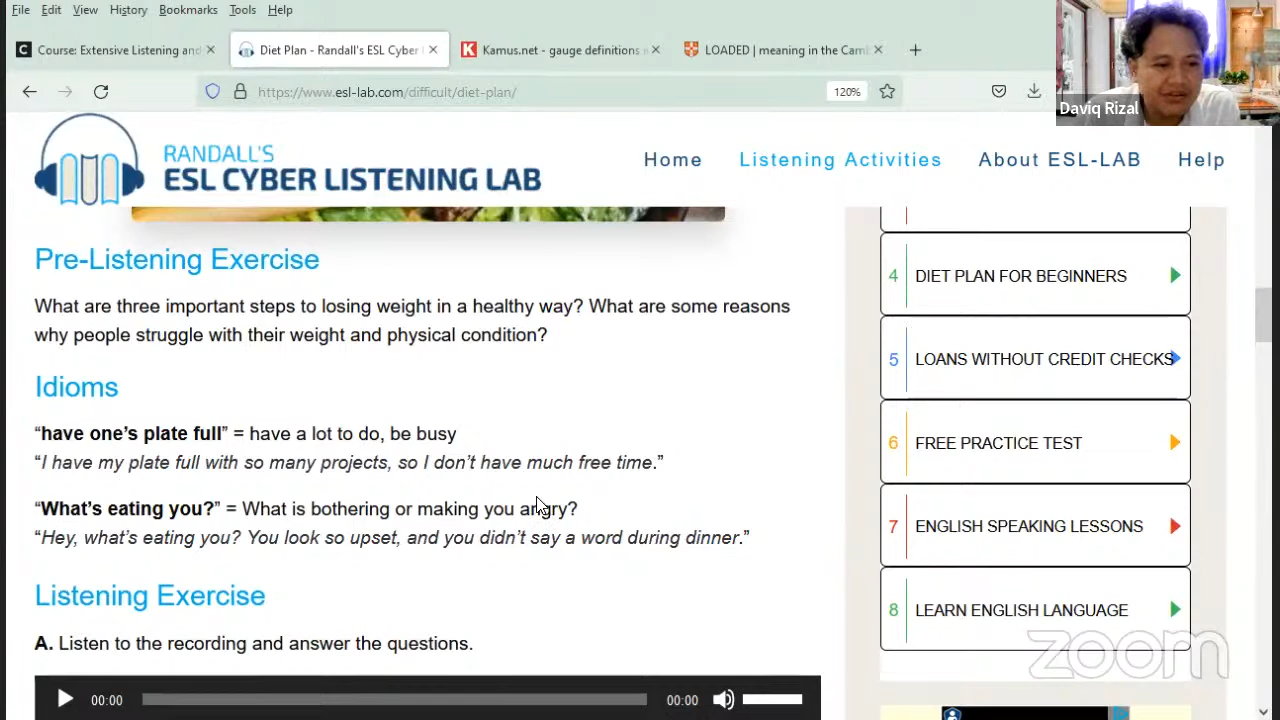 File Edit View History Bookmarks Tools Help
Course: Extensive Listening and
Diet Plan - Randall's ESL Cyber
Kamus.net - gauge definitions
LOADED | meaning in the Cam
https://www.esl-lab.com/difficult/diet-plan/
120%
Daviq Rizal
RANDALL'S
ESL CYBER LISTENING LAB
Home Listening Activities About ESL-LAB Help
Pre-Listening Exercise
What are three important steps to losing weight in a healthy way? What are some reasons
why people struggle with their weight and physical condition?
Idioms
“have one’s plate full” = have a lot to do, be busy
“I have my plate full with so many projects, so I don’t have much free time.”
“What’s eating you?” = What is bothering or making you angry?
“Hey, what’s eating you? You look so upset, and you didn’t say a word during dinner.”
Listening Exercise
A. Listen to the recording and answer the questions.
00:00 00:00
4 DIET PLAN FOR BEGINNERS
5 LOANS WITHOUT CREDIT CHECKS
6 FREE PRACTICE TEST
7 ENGLISH SPEAKING LESSONS
8 LEARN ENGLISH LANGUAGE
zoom